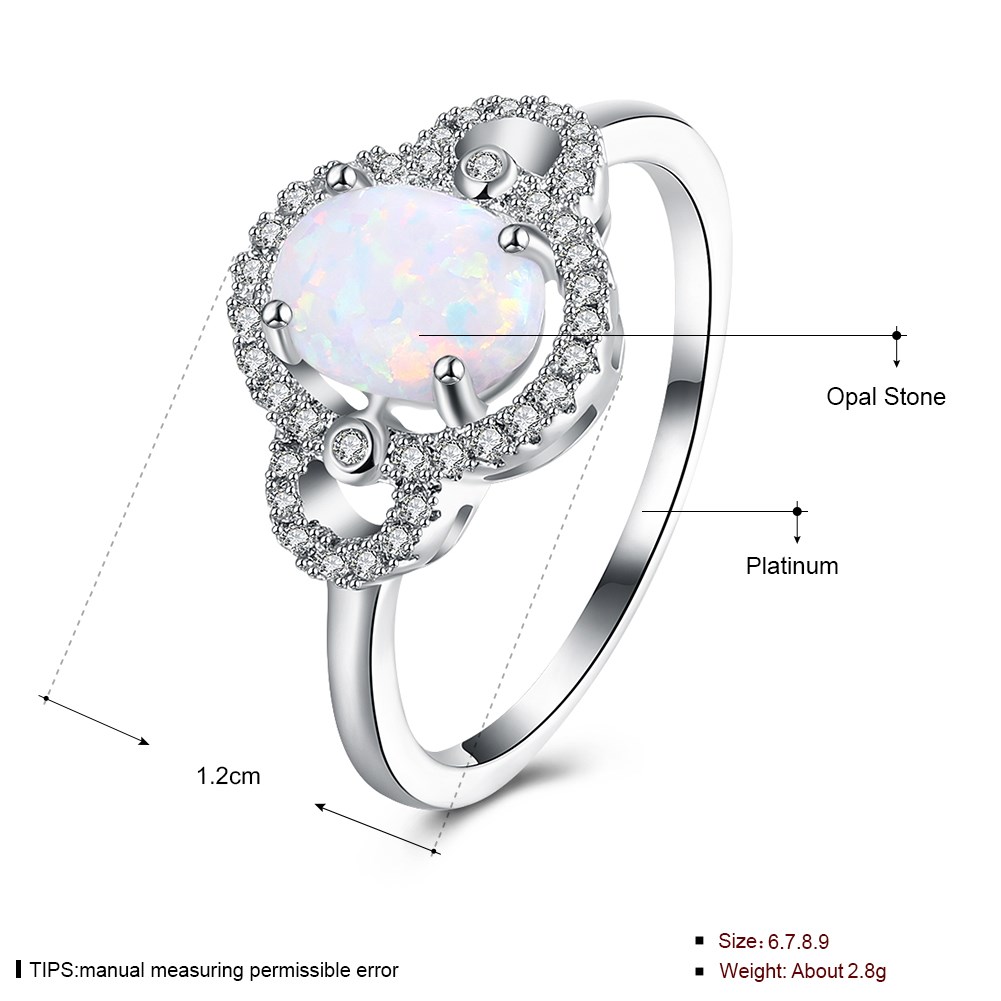 Opal Stone
Platinum
1.2cm
Size: 6.7.8.9
TIPS:manual measuring permissible error
Weight: About 2.8g